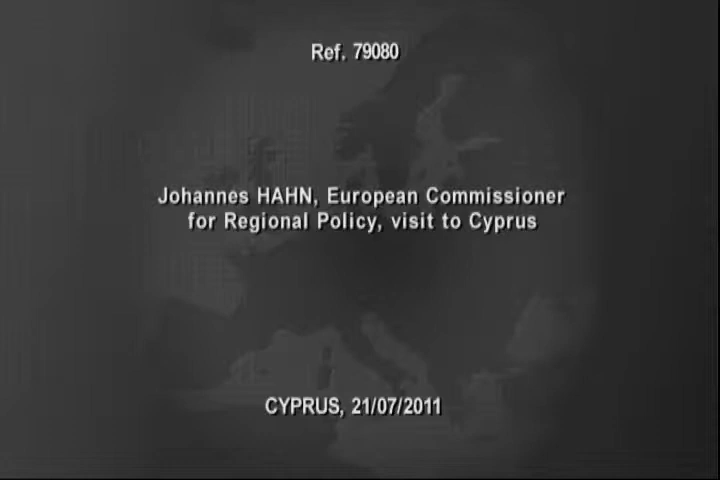 Ref. 79080
Johannes HAHN, European Commissioner
for Regional Policy, visit to Cyprus
CYPRUS, 21/07/2011